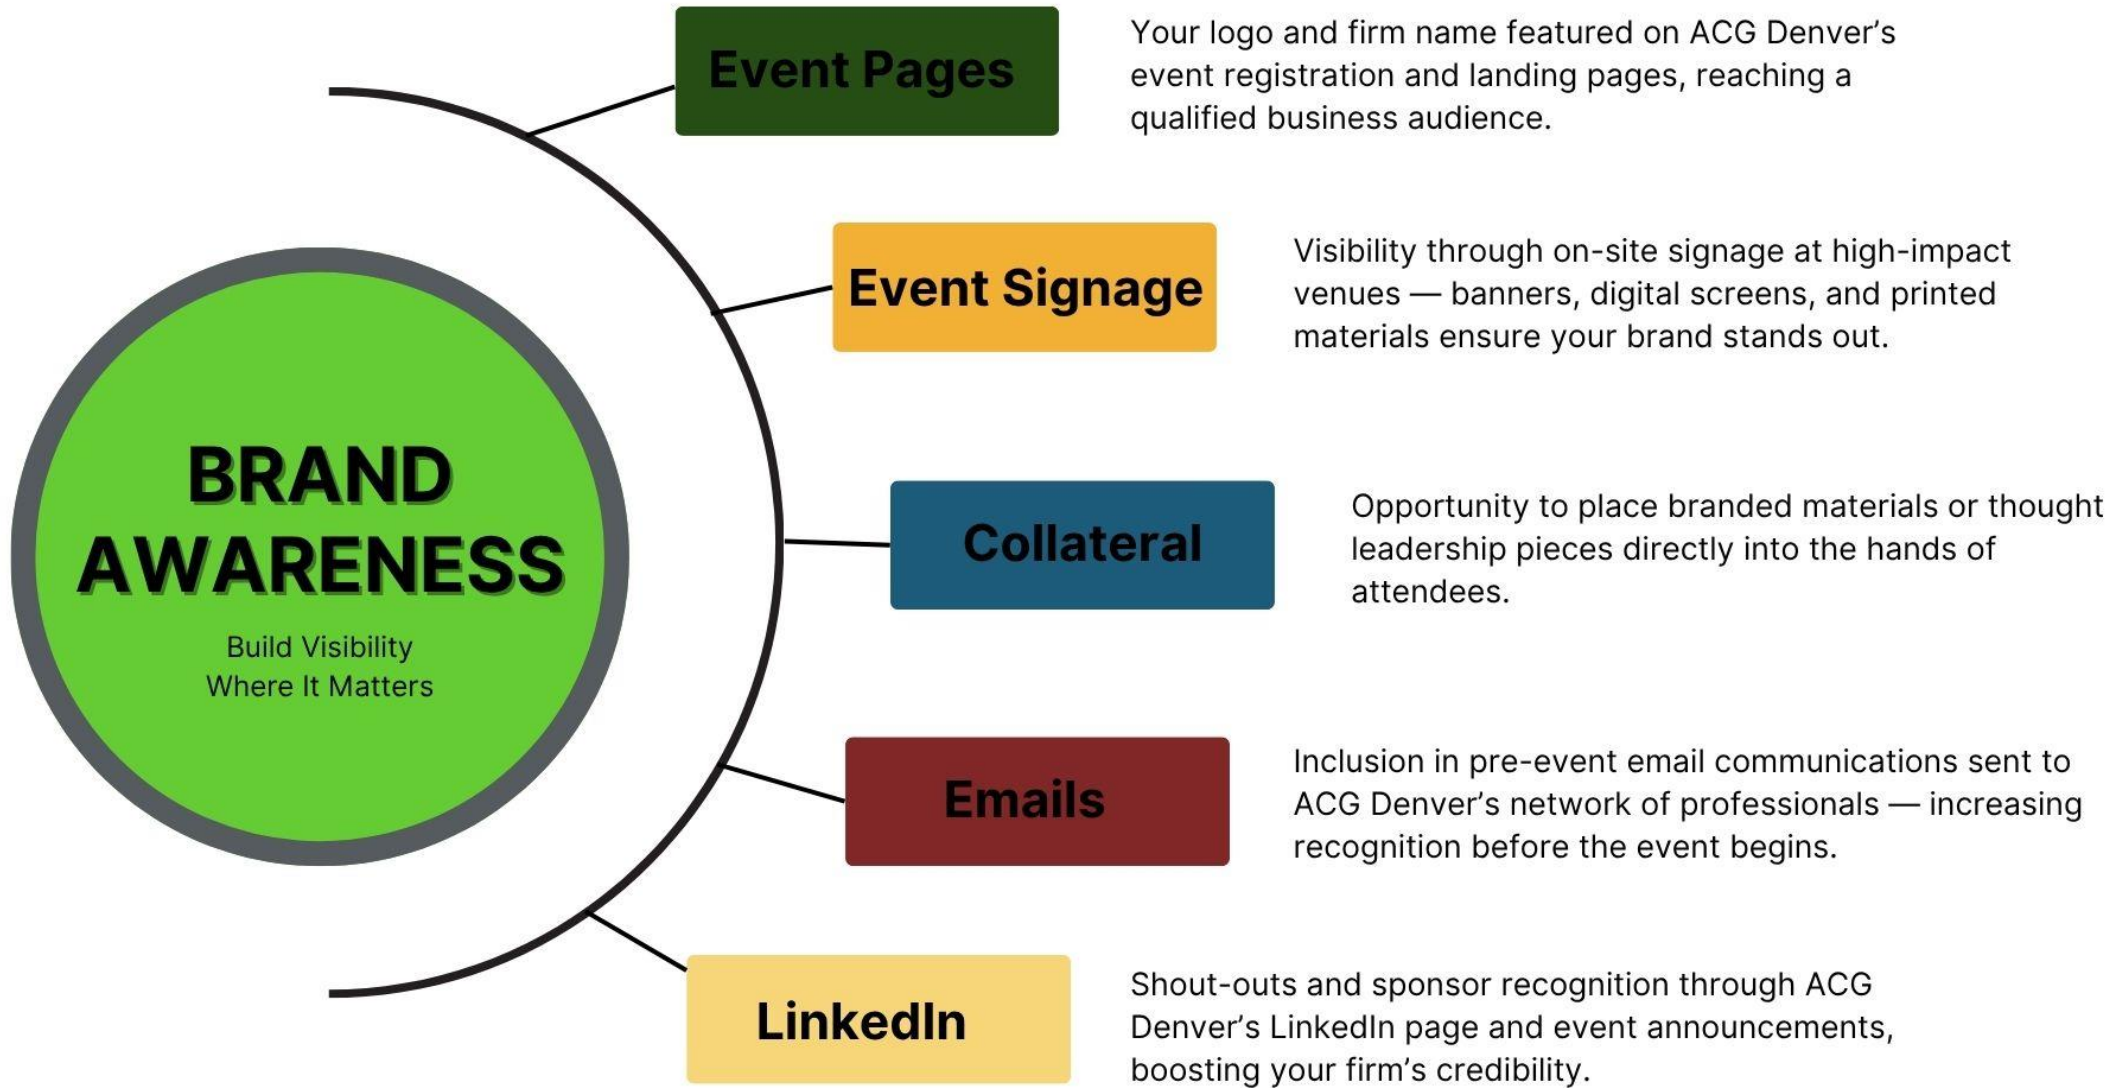 BRAND
AWARENESS
Build Visibility
Where It Matters
Event Pages
Your logo and firm name featured on ACG Denver’s
event registration and landing pages, reaching a
qualified business audience.
Event Signage
Visibility through on-site signage at high-impact
venues — banners, digital screens, and printed
materials ensure your brand stands out.
Collateral
Opportunity to place branded materials or thought
leadership pieces directly into the hands of
attendees.
Emails
Inclusion in pre-event email communications sent to
ACG Denver’s network of professionals — increasing
recognition before the event begins.
LinkedIn
Shout-outs and sponsor recognition through ACG
Denver’s LinkedIn page and event announcements,
boosting your firm’s credibility.